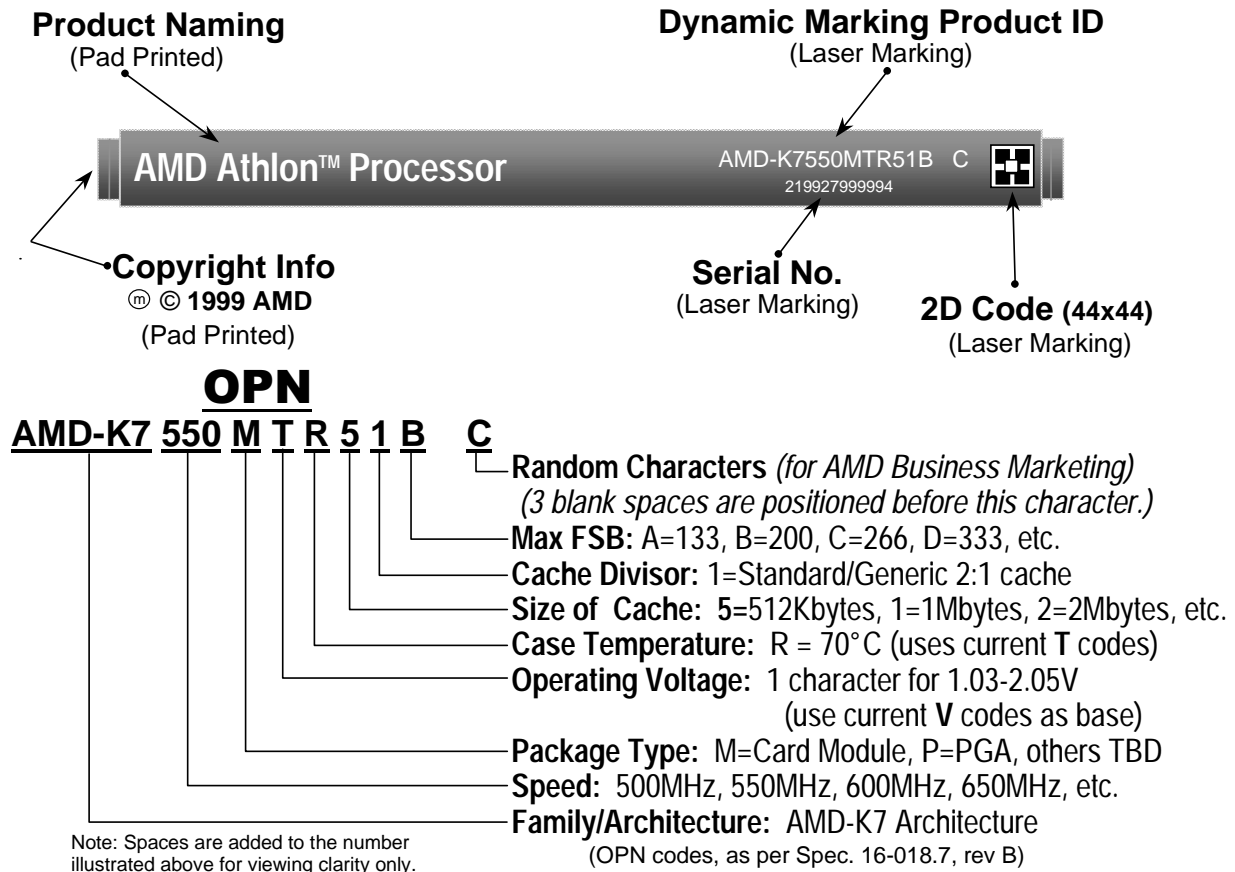 Product Naming
(Pad Printed)
Dynamic Marking Product ID
(Laser Marking)
AMD Athlon™ Processor
AMD-K7550MTR51B C
219927999994
Copyright Info
ⓜ © 1999 AMD
(Pad Printed)
Serial No.
(Laser Marking)
2D Code (44x44)
(Laser Marking)
OPN
AMD-K7 550 M T R 5 1 B C
Random Characters (for AMD Business Marketing)
(3 blank spaces are positioned before this character.)
Max FSB: A=133, B=200, C=266, D=333, etc.
Cache Divisor: 1=Standard/Generic 2:1 cache
Size of Cache: 5=512Kbytes, 1=1Mbytes, 2=2Mbytes, etc.
Case Temperature: R = 70°C (uses current T codes)
Operating Voltage: 1 character for 1.03-2.05V
(use current V codes as base)
Package Type: M=Card Module, P=PGA, others TBD
Speed: 500MHz, 550MHz, 600MHz, 650MHz, etc.
Family/Architecture: AMD-K7 Architecture
(OPN codes, as per Spec. 16-018.7, rev B)
Note: Spaces are added to the number
illustrated above for viewing clarity only.